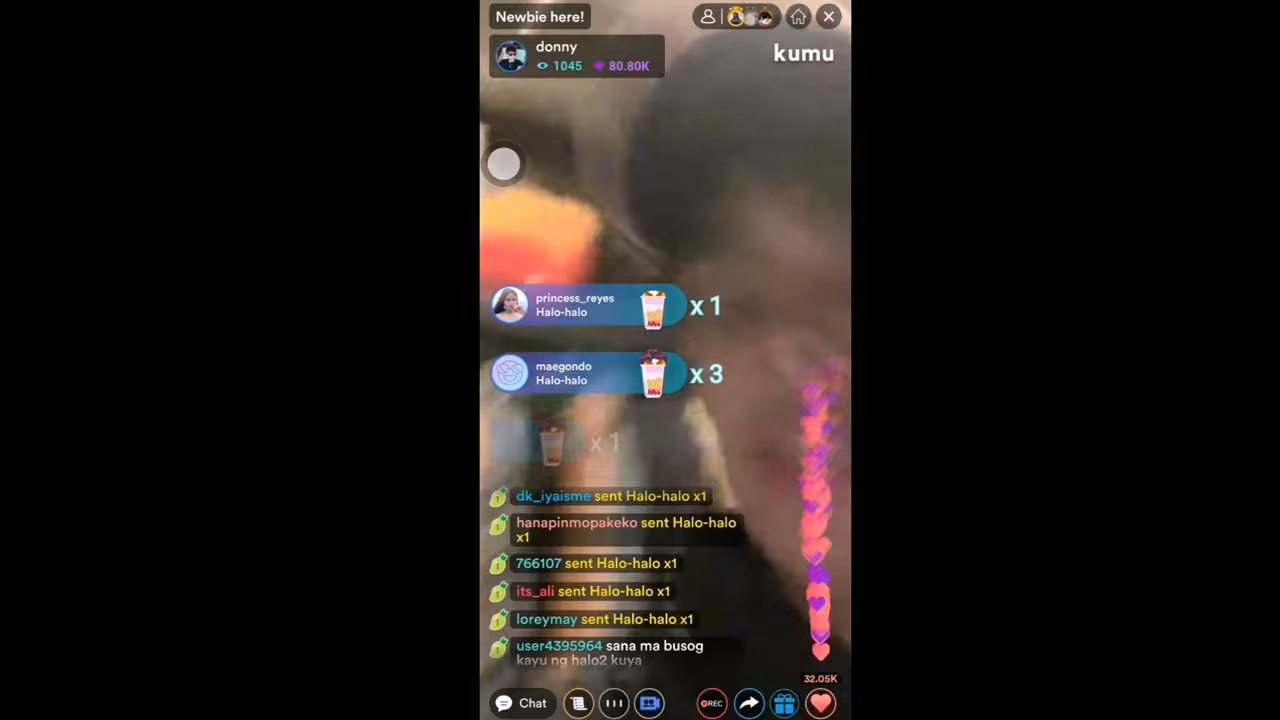 Newbie here!
donny
kumu
1045 80.80K
princess_reyes
Halo-halo
x 1
maegondo
Halo-halo
x 3
x 1
dk_iyaisme sent Halo-halo x1
hanapinmopakeko sent Halo-halo
x1
766107 sent Halo-halo x1
its_ali sent Halo-halo x1
loreymay sent Halo-halo x1
user4395964 sana ma busog
kayu ng halo2 kuya
32.05K
Chat
REC